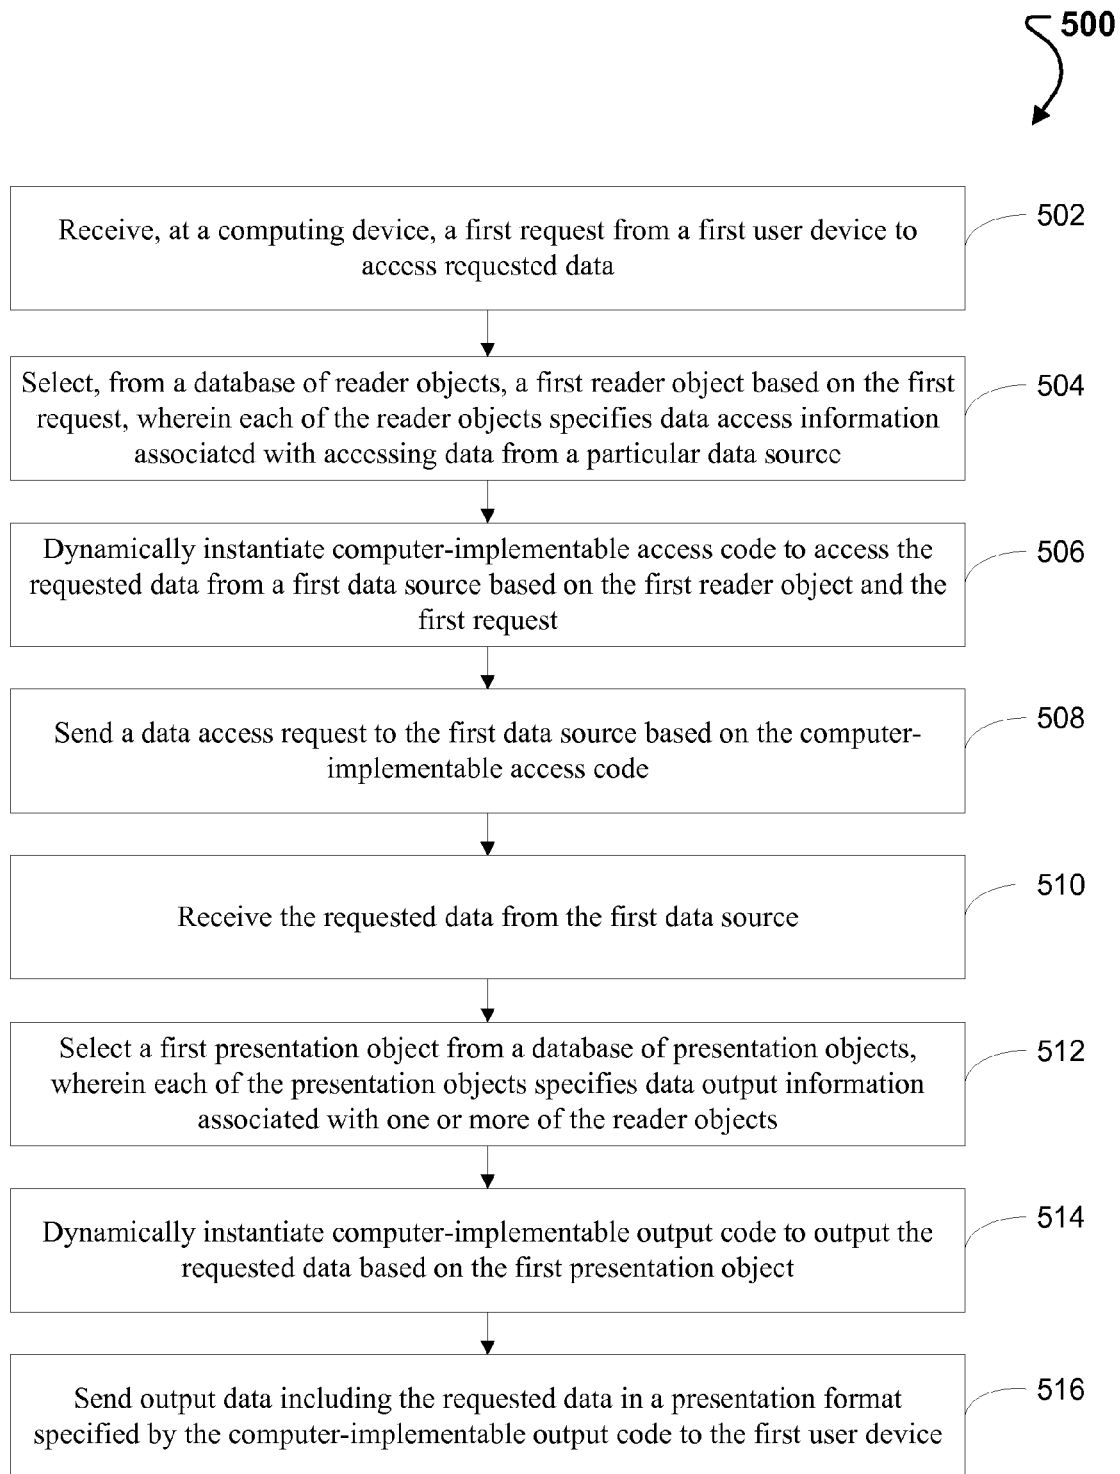 500
Receive, at a computing device, a first request from a first user device to
access requested data
502
Select, from a database of reader objects, a first reader object based on the first
request, wherein each of the reader objects specifies data access information
associated with accessing data from a particular data source
504
Dynamically instantiate computer-implementable access code to access the
requested data from a first data source based on the first reader object and the
first request
506
Send a data access request to the first data source based on the computer-
implementable access code
508
Receive the requested data from the first data source
510
Select a first presentation object from a database of presentation objects,
wherein each of the presentation objects specifies data output information
associated with one or more of the reader objects
512
Dynamically instantiate computer-implementable output code to output the
requested data based on the first presentation object
514
Send output data including the requested data in a presentation format
specified by the computer-implementable output code to the first user device
516